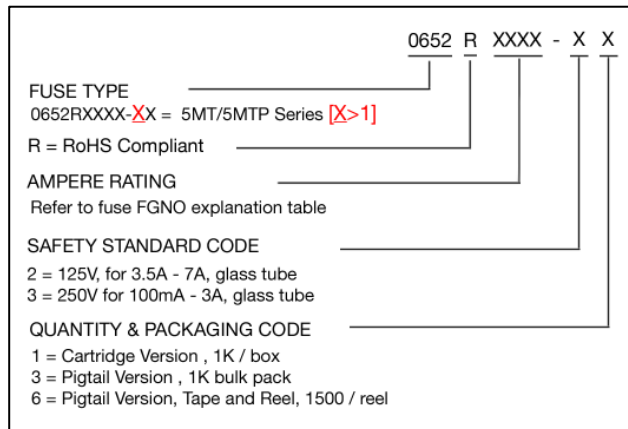 0652 R XXXX - X X
FUSE TYPE
0652RXXXX-XX = 5MT/5MTP Series [X>1]
R = RoHS Compliant
AMPERE RATING
Refer to fuse FGNO explanation table
SAFETY STANDARD CODE
2 = 125V, for 3.5A - 7A, glass tube
3 = 250V for 100mA - 3A, glass tube
QUANTITY & PACKAGING CODE
1 = Cartridge Version , 1K / box
3 = Pigtail Version , 1K bulk pack
6 = Pigtail Version, Tape and Reel, 1500 / reel